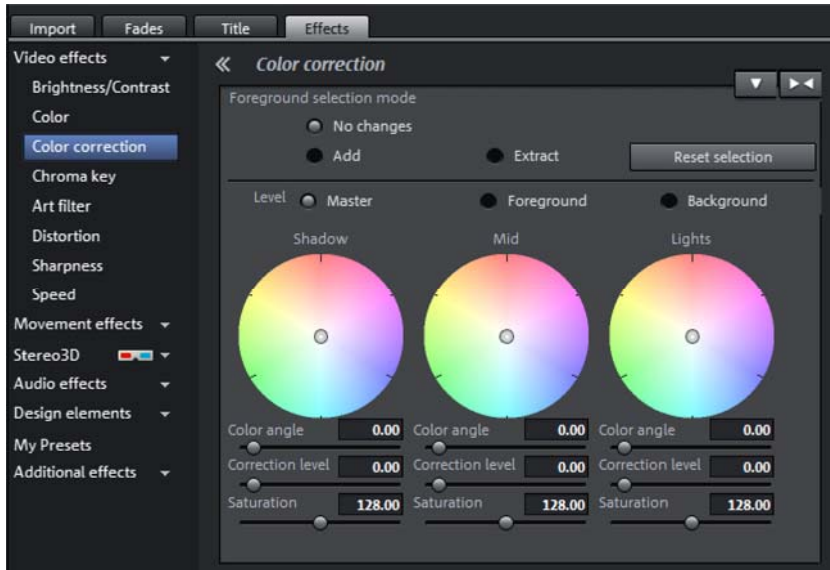 Import Fades Title Effects
Video effects
Brightness/Contrast
Color
Color correction
Chroma key
Art filter
Distortion
Sharpness
Speed
Movement effects
Stereo3D
Audio effects
Design elements
My Presets
Additional effects
Color correction
Foreground selection mode
No changes
Add Extract Reset selection
Level Master Foreground Background
Shadow Mid Lights
Color angle 0.00 Color angle 0.00 Color angle 0.00
Correction level 0.00 Correction level 0.00 Correction level 0.00
Saturation 128.00 Saturation 128.00 Saturation 128.00